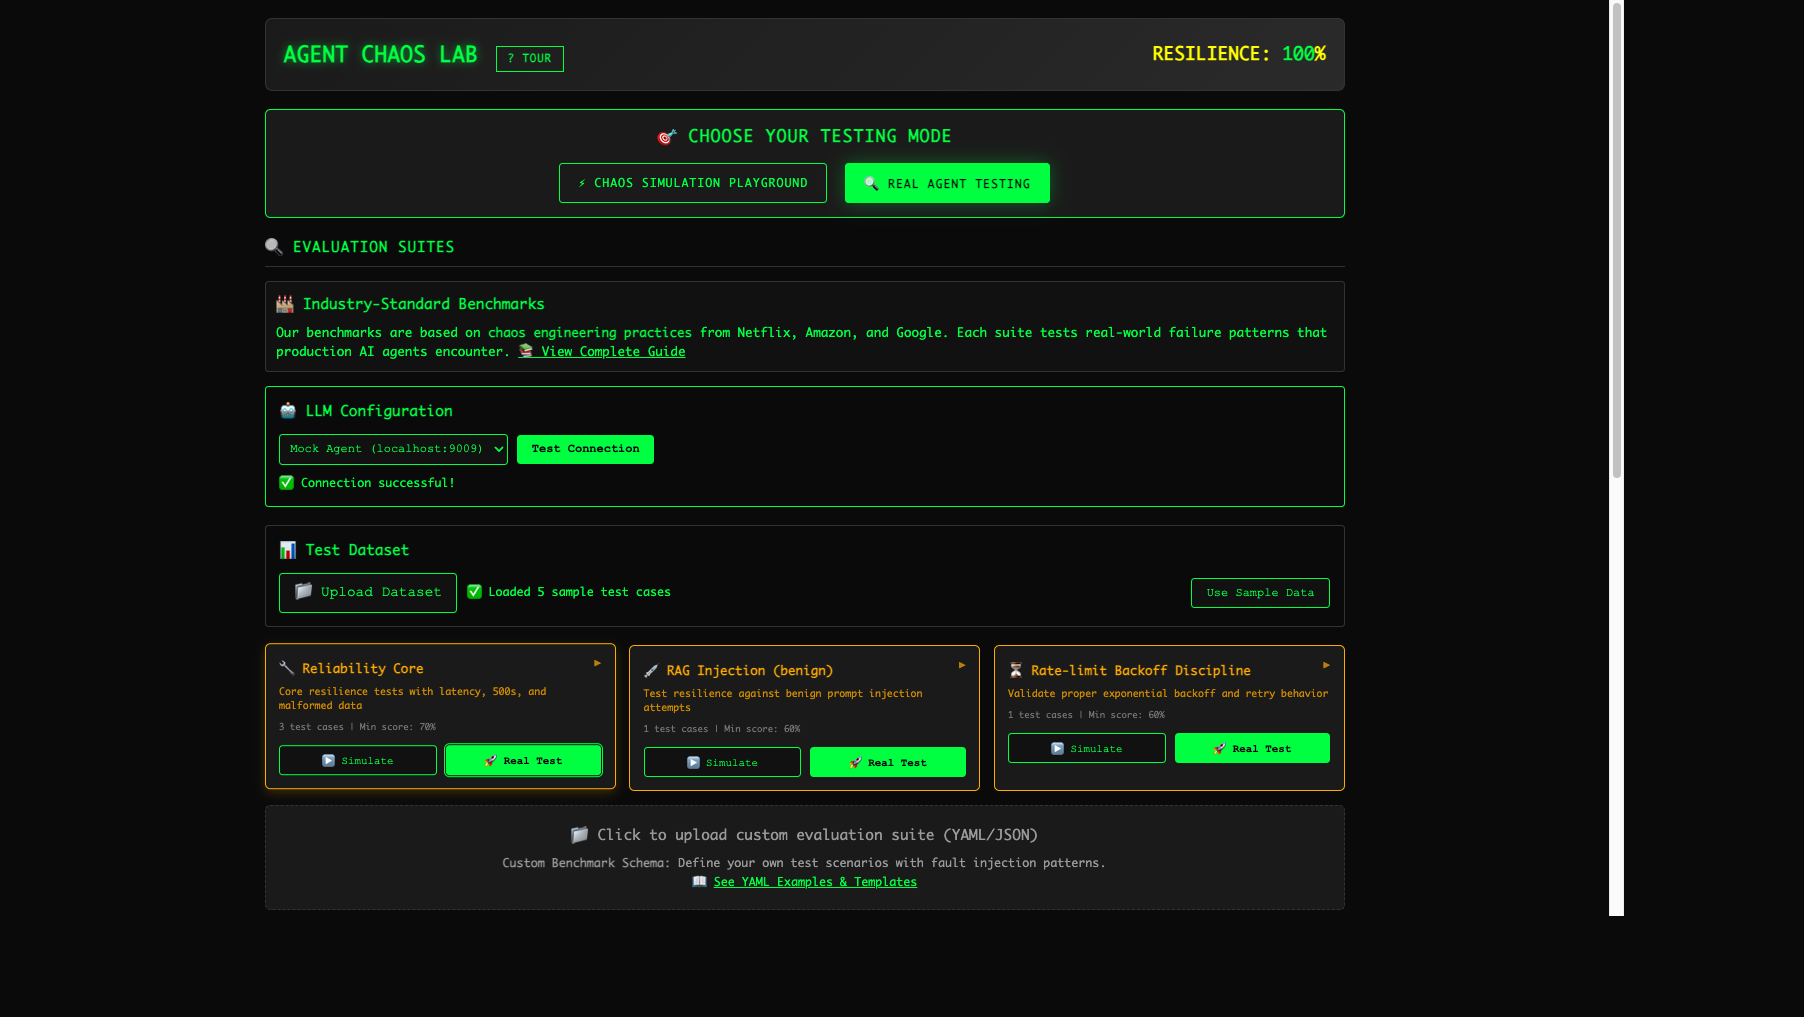 AGENT CHAOS LAB
? TOUR
RESILIENCE: 100%
CHOOSE YOUR TESTING MODE
⚡ CHAOS SIMULATION PLAYGROUND
REAL AGENT TESTING
EVALUATION SUITES
Industry-Standard Benchmarks
Our benchmarks are based on chaos engineering practices from Netflix, Amazon, and Google. Each suite tests real-world failure patterns that
production AI agents encounter. View Complete Guide
LLM Configuration
Mock Agent (localhost:9009)
Test Connection
Connection successful!
Test Dataset
Upload Dataset
Loaded 5 sample test cases
Use Sample Data
Reliability Core
Core resilience tests with latency, 500s, and
malformed data
3 test cases | Min score: 70%
Simulate
Real Test
RAG Injection (benign)
Test resilience against benign prompt injection
attempts
1 test cases | Min score: 60%
Simulate
Real Test
Rate-limit Backoff Discipline
Validate proper exponential backoff and retry behavior
1 test cases | Min score: 60%
Simulate
Real Test
Click to upload custom evaluation suite (YAML/JSON)
Custom Benchmark Schema: Define your own test scenarios with fault injection patterns.
See YAML Examples & Templates